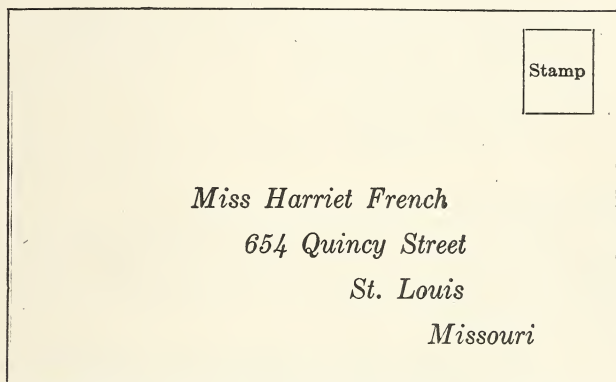 Stamp
Miss Harriet French
654 Quincy Street
St. Louis
Missouri